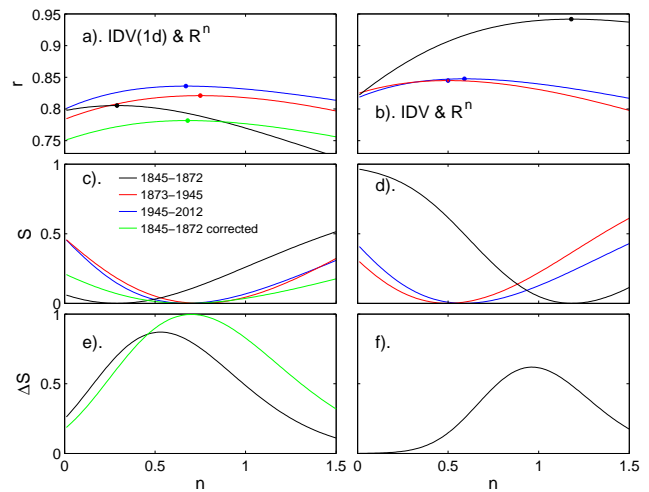 0.95
0.9
0.85
0.8
0.75
r
a). IDV(1d) & Rⁿ
b). IDV & Rⁿ
1
0.5
0
S
c).
1845−1872
1873−1945
1945−2012
1845−1872 corrected
d).
1
0.5
0
ΔS
e).
f).
0 0.5 1 1.5
0 0.5 1 1.5
n
n